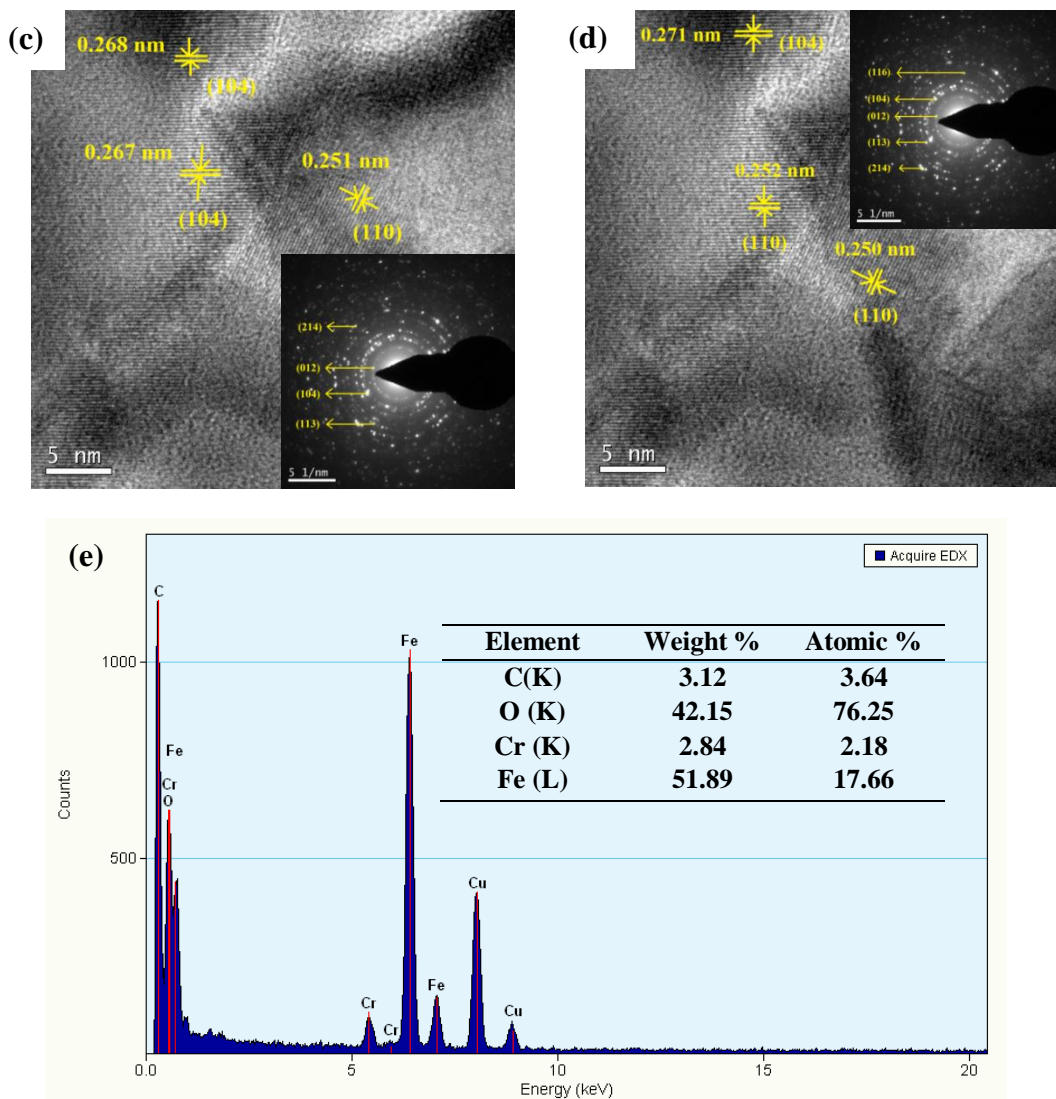 (c)
0.268 nm
(104)
0.267 nm
(104)
0.251 nm
(110)
(214)
(012)
(104)
(113)
5 1/nm
5 nm
(d)
0.271 nm
(104)
(116)
(104)
(012)
(113)
(214)
5 1/nm
0.252 nm
(110)
0.250 nm
(110)
5 nm
(e)
Acquire EDX
C
Fe
Element Weight % Atomic %
C(K) 3.12 3.64
O (K) 42.15 76.25
Cr (K) 2.84 2.18
Fe (L) 51.89 17.66
1000
Fe
Cr
O
Counts
500
Cu
Fe
Cr
Cr
Cu
0.0 5 10 15 20
Energy (keV)